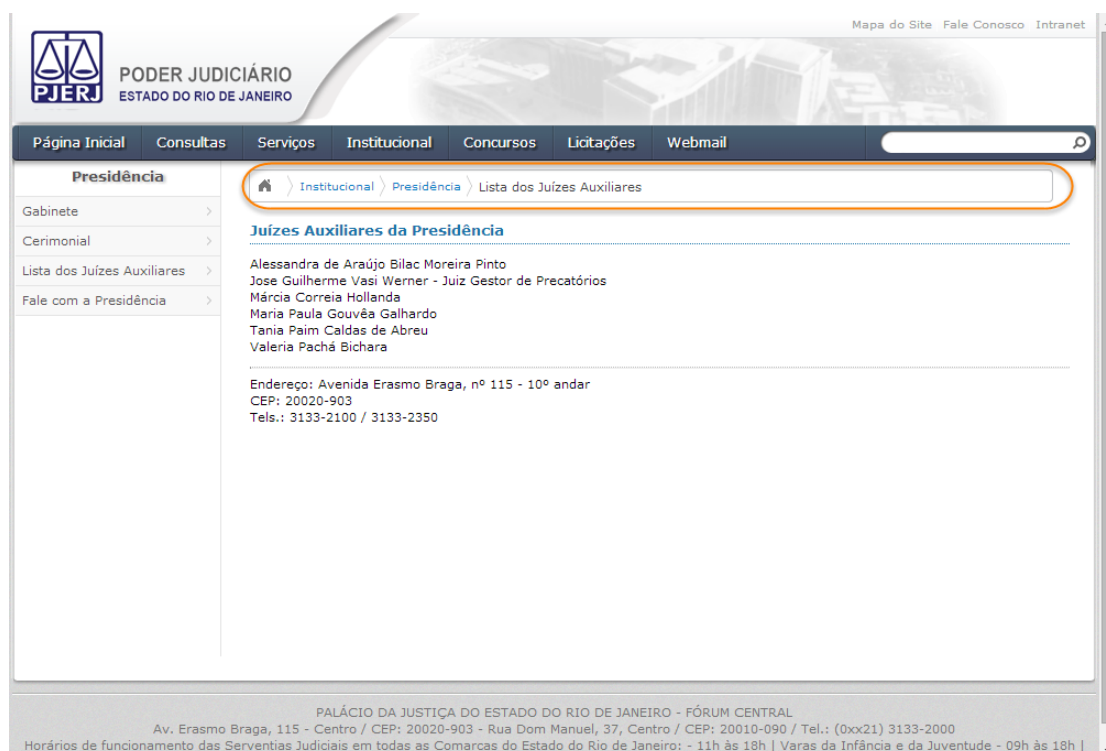 Mapa do Site Fale Conosco Intranet
PJERJ
PODER JUDICIÁRIO
ESTADO DO RIO DE JANEIRO
Página Inicial Consultas Serviços Institucional Concursos Licitações Webmail
Presidência
Gabinete
Cerimonial
Lista dos Juízes Auxiliares
Fale com a Presidência
Institucional Presidência Lista dos Juízes Auxiliares
Juízes Auxiliares da Presidência
Alessandra de Araújo Bilac Moreira Pinto
Jose Guilherme Vasi Werner - Juiz Gestor de Precatórios
Márcia Correia Hollanda
Maria Paula Gouvêa Galhardo
Tania Paim Caldas de Abreu
Valeria Pachá Bichara
Endereço: Avenida Erasmo Braga, nº 115 - 10º andar
CEP: 20020-903
Tels.: 3133-2100 / 3133-2350
PALÁCIO DA JUSTIÇA DO ESTADO DO RIO DE JANEIRO - FÓRUM CENTRAL
Av. Erasmo Braga, 115 - Centro / CEP: 20020-903 - Rua Dom Manuel, 37, Centro / CEP: 20010-090 / Tel.: (0xx21) 3133-2000
Horários de funcionamento das Serventias Judiciais em todas as Comarcas do Estado do Rio de Janeiro: - 11h às 18h | Varas da Infância e da Juventude - 09h às 18h |